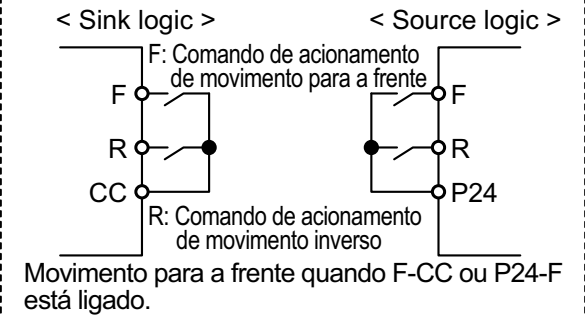 < Sink logic > < Source logic >
F: Comando de acionamento
de movimento para a frente
F F
R R
CC P24
R: Comando de acionamento
de movimento inverso
Movimento para a frente quando F-CC ou P24-F
está ligado.